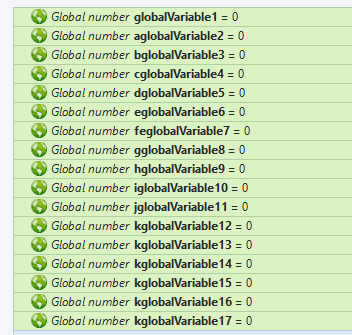 Global number globalVariable1 = 0
Global number aglobalVariable2 = 0
Global number bglobalVariable3 = 0
Global number cglobalVariable4 = 0
Global number dglobalVariable5 = 0
Global number eglobalVariable6 = 0
Global number feglobalVariable7 = 0
Global number gglobalVariable8 = 0
Global number hglobalVariable9 = 0
Global number iglobalVariable10 = 0
Global number jglobalVariable11 = 0
Global number kglobalVariable12 = 0
Global number kglobalVariable13 = 0
Global number kglobalVariable14 = 0
Global number kglobalVariable15 = 0
Global number kglobalVariable16 = 0
Global number kglobalVariable17 = 0